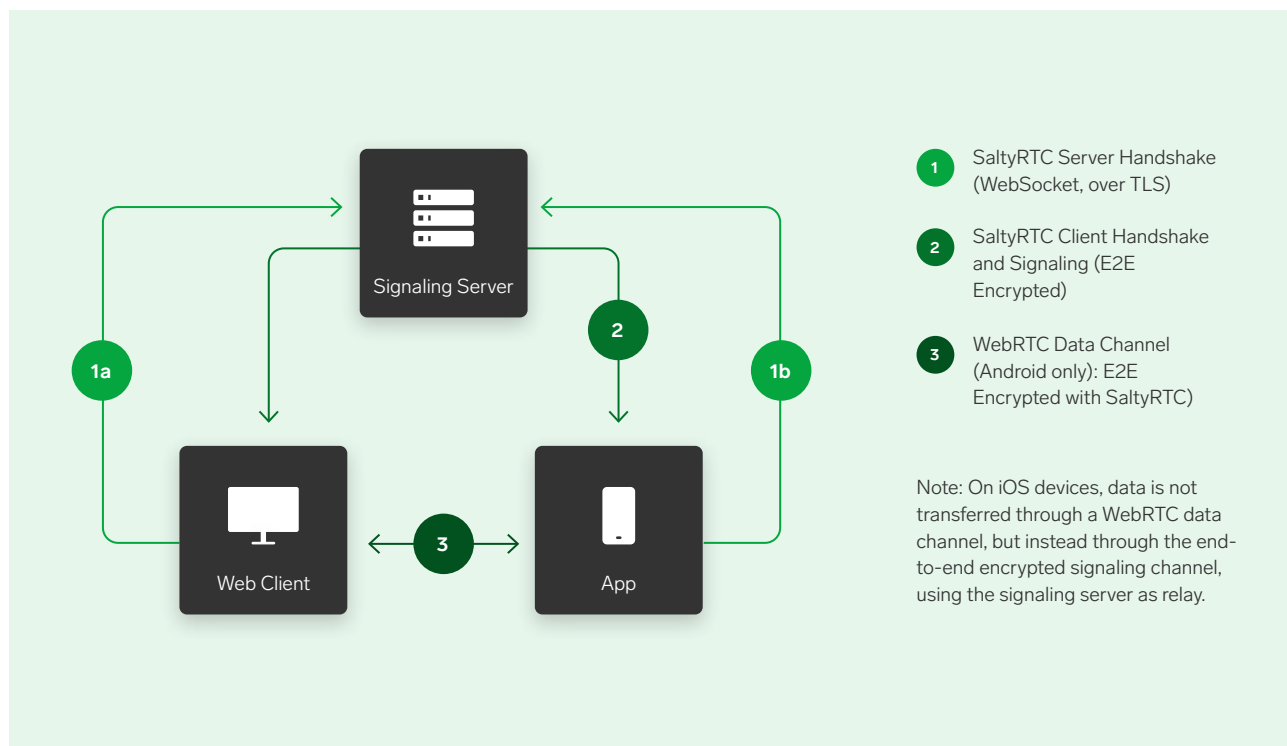 Signaling Server
1a
2
1b
Web Client
3
App
1
SaltyRTC Server Handshake
(WebSocket, over TLS)
2
SaltyRTC Client Handshake
and Signaling (E2E
Encrypted)
3
WebRTC Data Channel
(Android only): E2E
Encrypted with SaltyRTC)
Note: On iOS devices, data is not
transferred through a WebRTC data
channel, but instead through the end-
to-end encrypted signaling channel,
using the signaling server as relay.